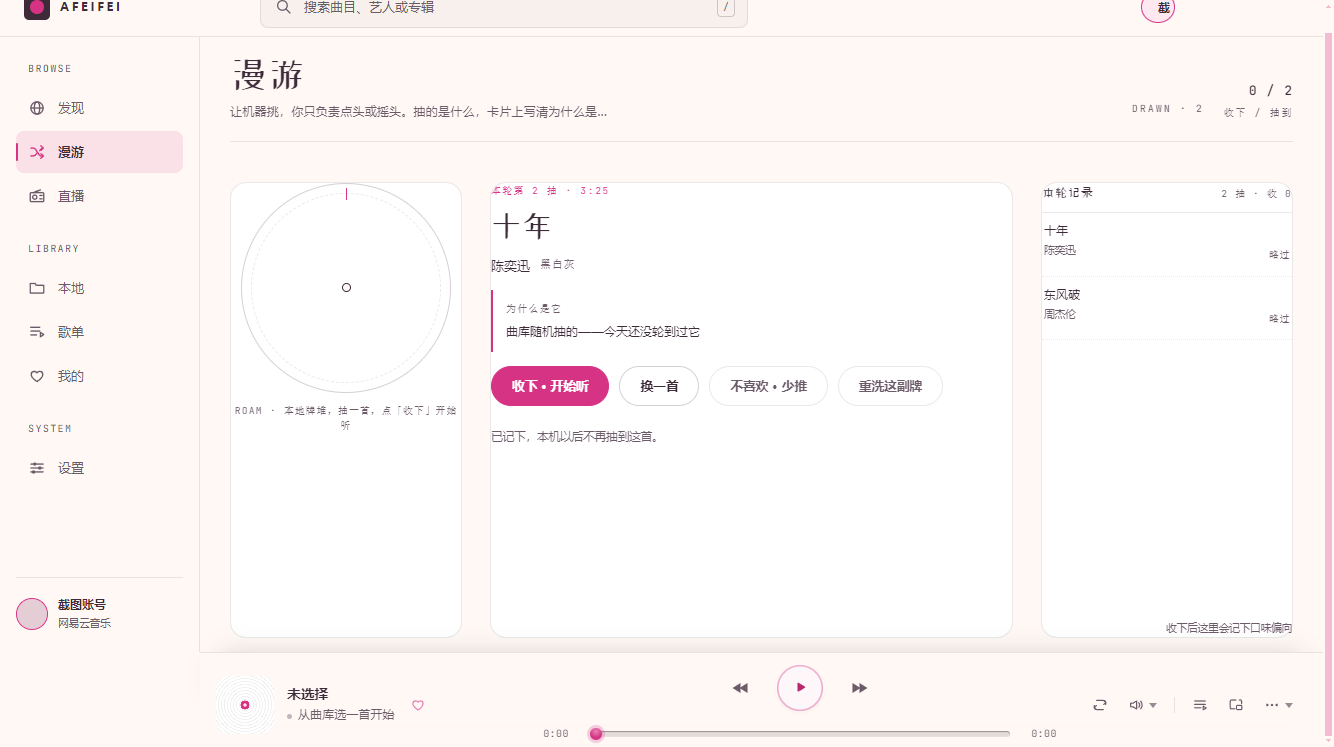 AFEIFEI
搜索曲目、艺人或专辑
/
截
BROWSE
发现
漫游
直播
LIBRARY
本地
歌单
我的
SYSTEM
设置
截图账号
网易云音乐
漫游
让机器挑，你只负责点头或摇头。抽的是什么，卡片上写清为什么是…
DRAWN · 2
0 / 2
收下 / 抽到
ROAM · 本地牌堆，抽一首，点「收下」开始
听
本轮第 2 抽 · 3:25
十年
陈奕迅 黑白灰
为什么是它
曲库随机抽的——今天还没轮到过它
收下 • 开始听
换一首
不喜欢 • 少推
重洗这副牌
已记下，本机以后不再抽到这首。
本轮记录
2 抽 · 收 0
十年
陈奕迅
略过
东风破
周杰伦
略过
收下后这里会记下口味偏向
未选择
从曲库选一首开始
0:00
0:00